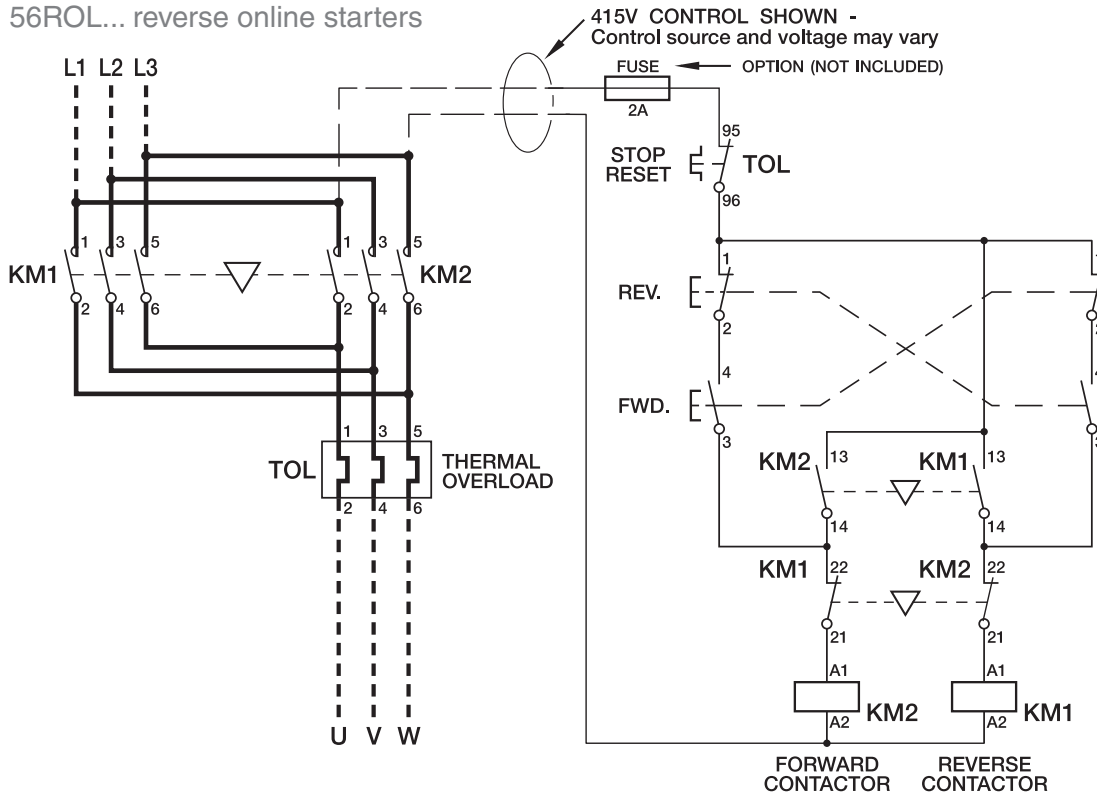 56ROL... reverse online starters
415V CONTROL SHOWN -
Control source and voltage may vary
L1 L2 L3
FUSE
OPTION (NOT INCLUDED)
2A
95
STOP
RESET
TOL
96
1 3 5
1 3 5
KM1
KM2
2 4 6
2 4 6
1
REV.
2
2
4
4
FWD.
3
1 3 5
TOL
THERMAL
OVERLOAD
2 4 6
KM2 13
KM1 13
14
14
KM1 22
KM2 22
21
21
A1
A1
KM2
KM1
A2
A2
U V W
FORWARD
CONTACTOR
REVERSE
CONTACTOR